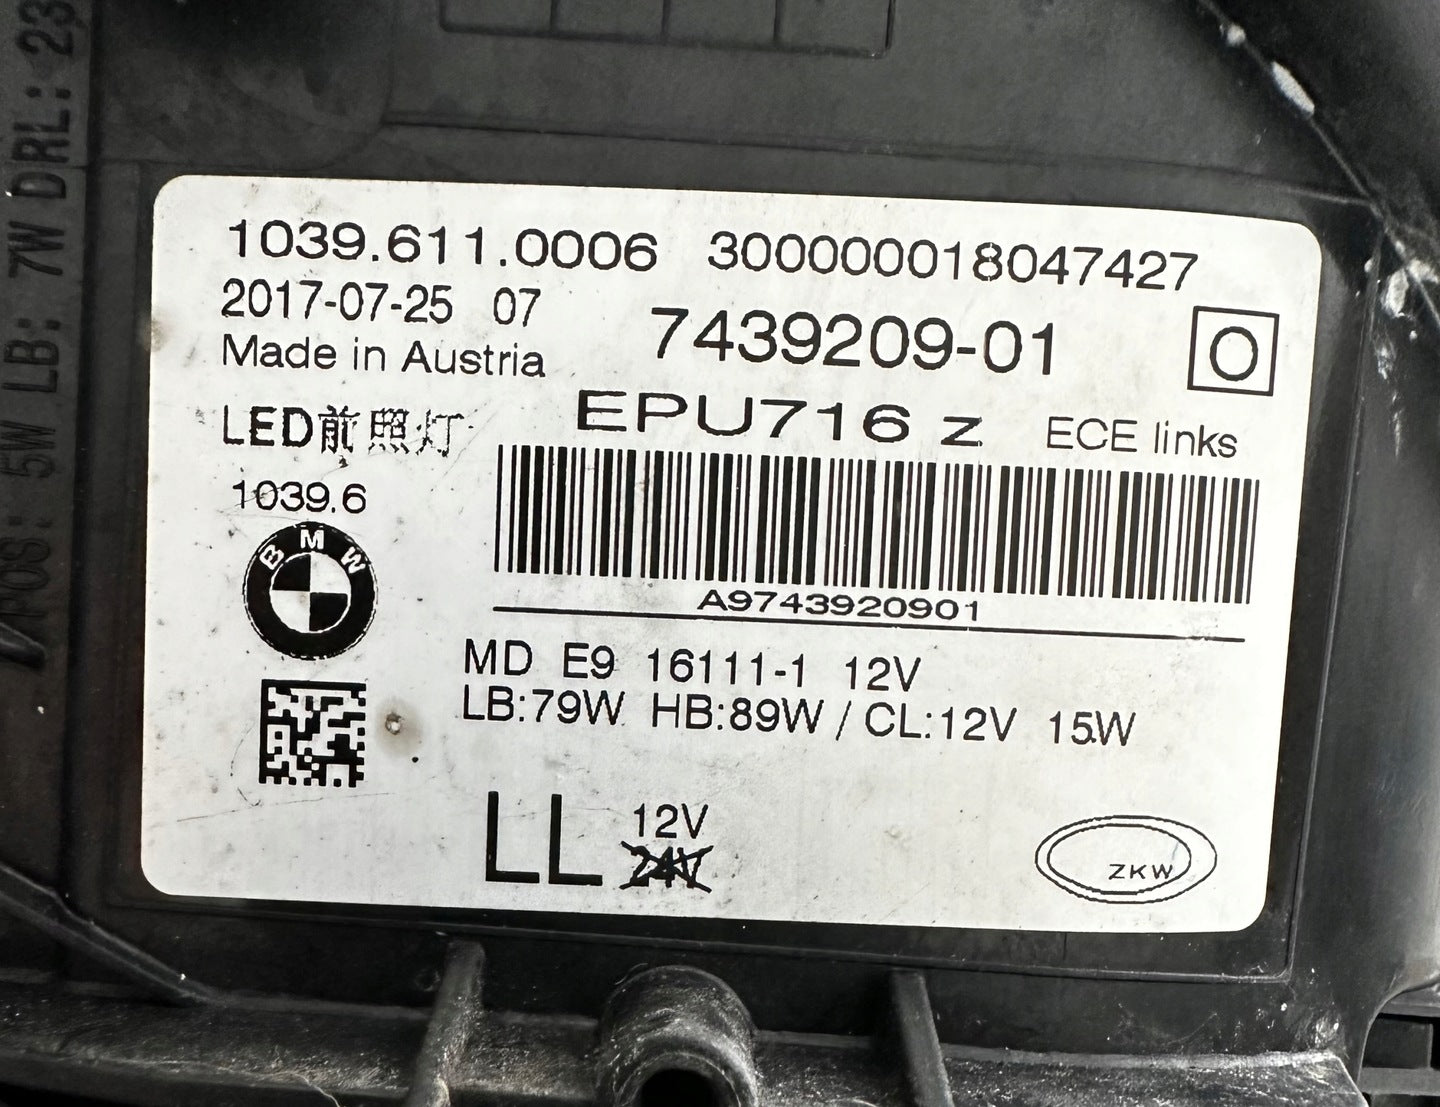 1039.611.0006 300000018047427
2017-07-25 07
7439209-01
O
Made in Austria
LED前照灯
EPU716 z
ECE links
1039.6
BMW
A9743920901
MD E9 16111-1 12V
LB:79W HB:89W / CL:12V 15W
LL
12V
24V
ZKW
POS: 5W LB: 7W DRL: 23